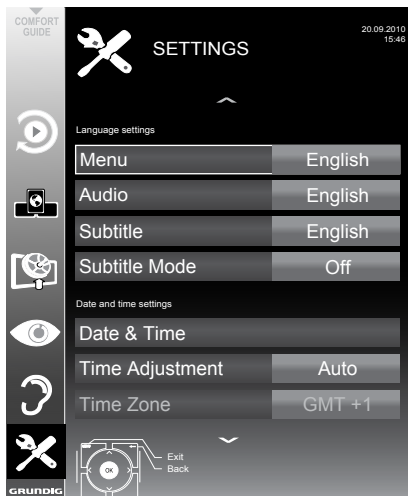 COMFORT
GUIDE
SETTINGS
20.09.2010
15:46
Language settings
Menu English
Audio English
Subtitle English
Subtitle Mode Off
Date and time settings
Date & Time
Time Adjustment Auto
Time Zone GMT +1
Exit
Back
OK
GRUNDIG